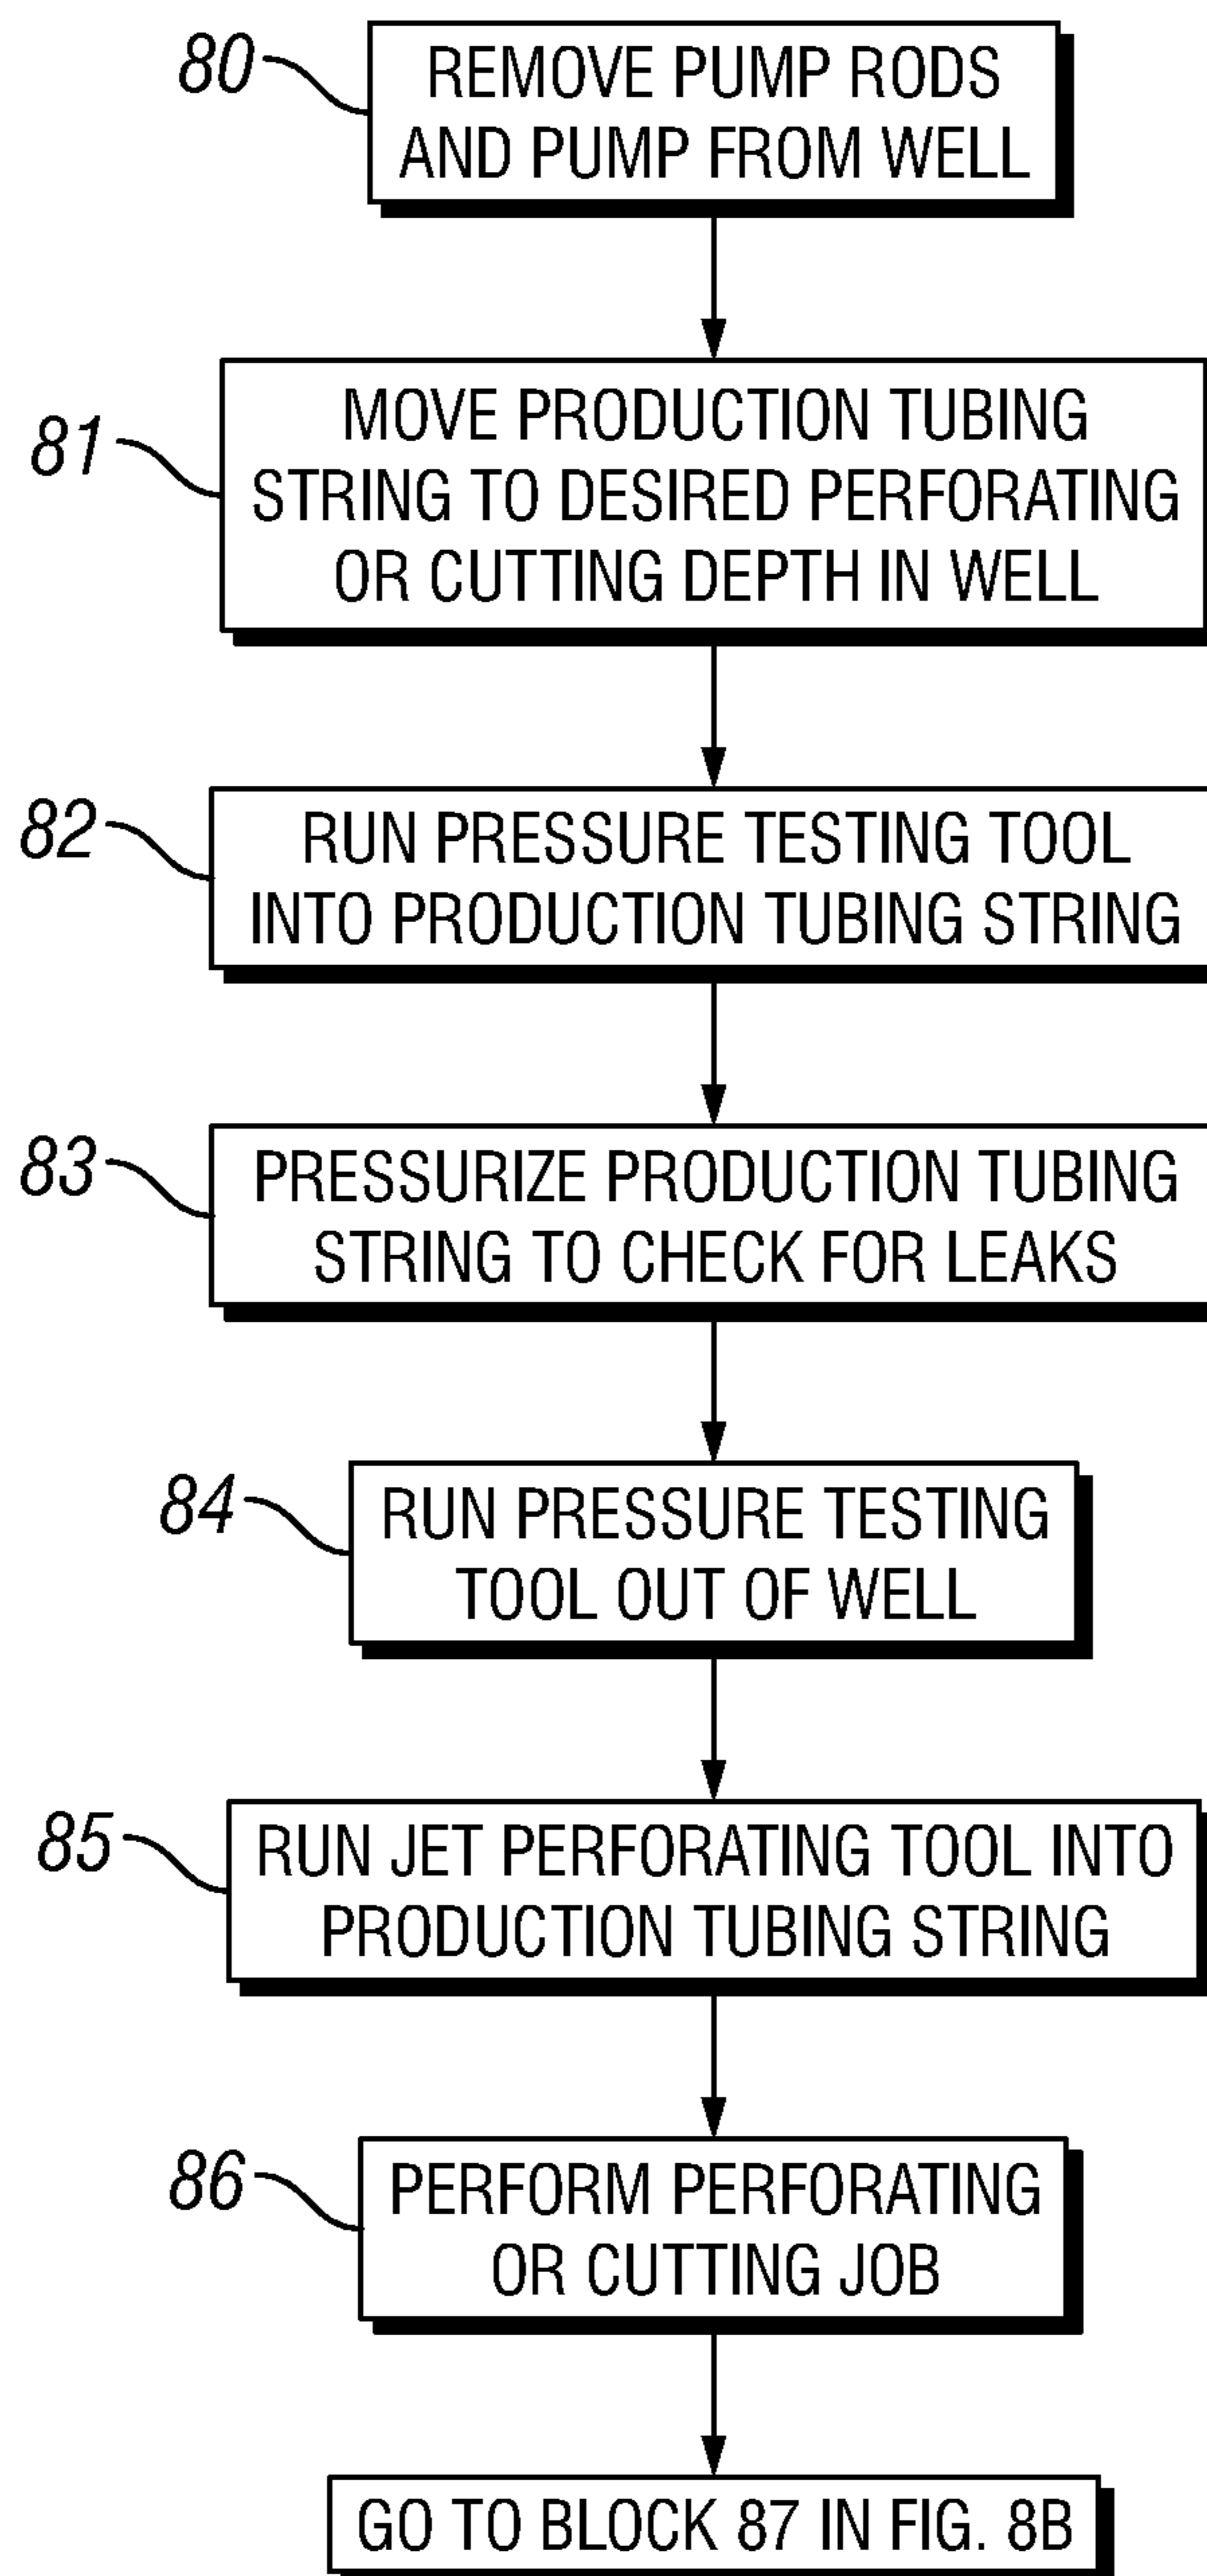 80
REMOVE PUMP RODS
AND PUMP FROM WELL
81
MOVE PRODUCTION TUBING
STRING TO DESIRED PERFORATING
OR CUTTING DEPTH IN WELL
82
RUN PRESSURE TESTING TOOL
INTO PRODUCTION TUBING STRING
83
PRESSURIZE PRODUCTION TUBING
STRING TO CHECK FOR LEAKS
84
RUN PRESSURE TESTING
TOOL OUT OF WELL
85
RUN JET PERFORATING TOOL INTO
PRODUCTION TUBING STRING
86
PERFORM PERFORATING
OR CUTTING JOB
GO TO BLOCK 87 IN FIG. 8B